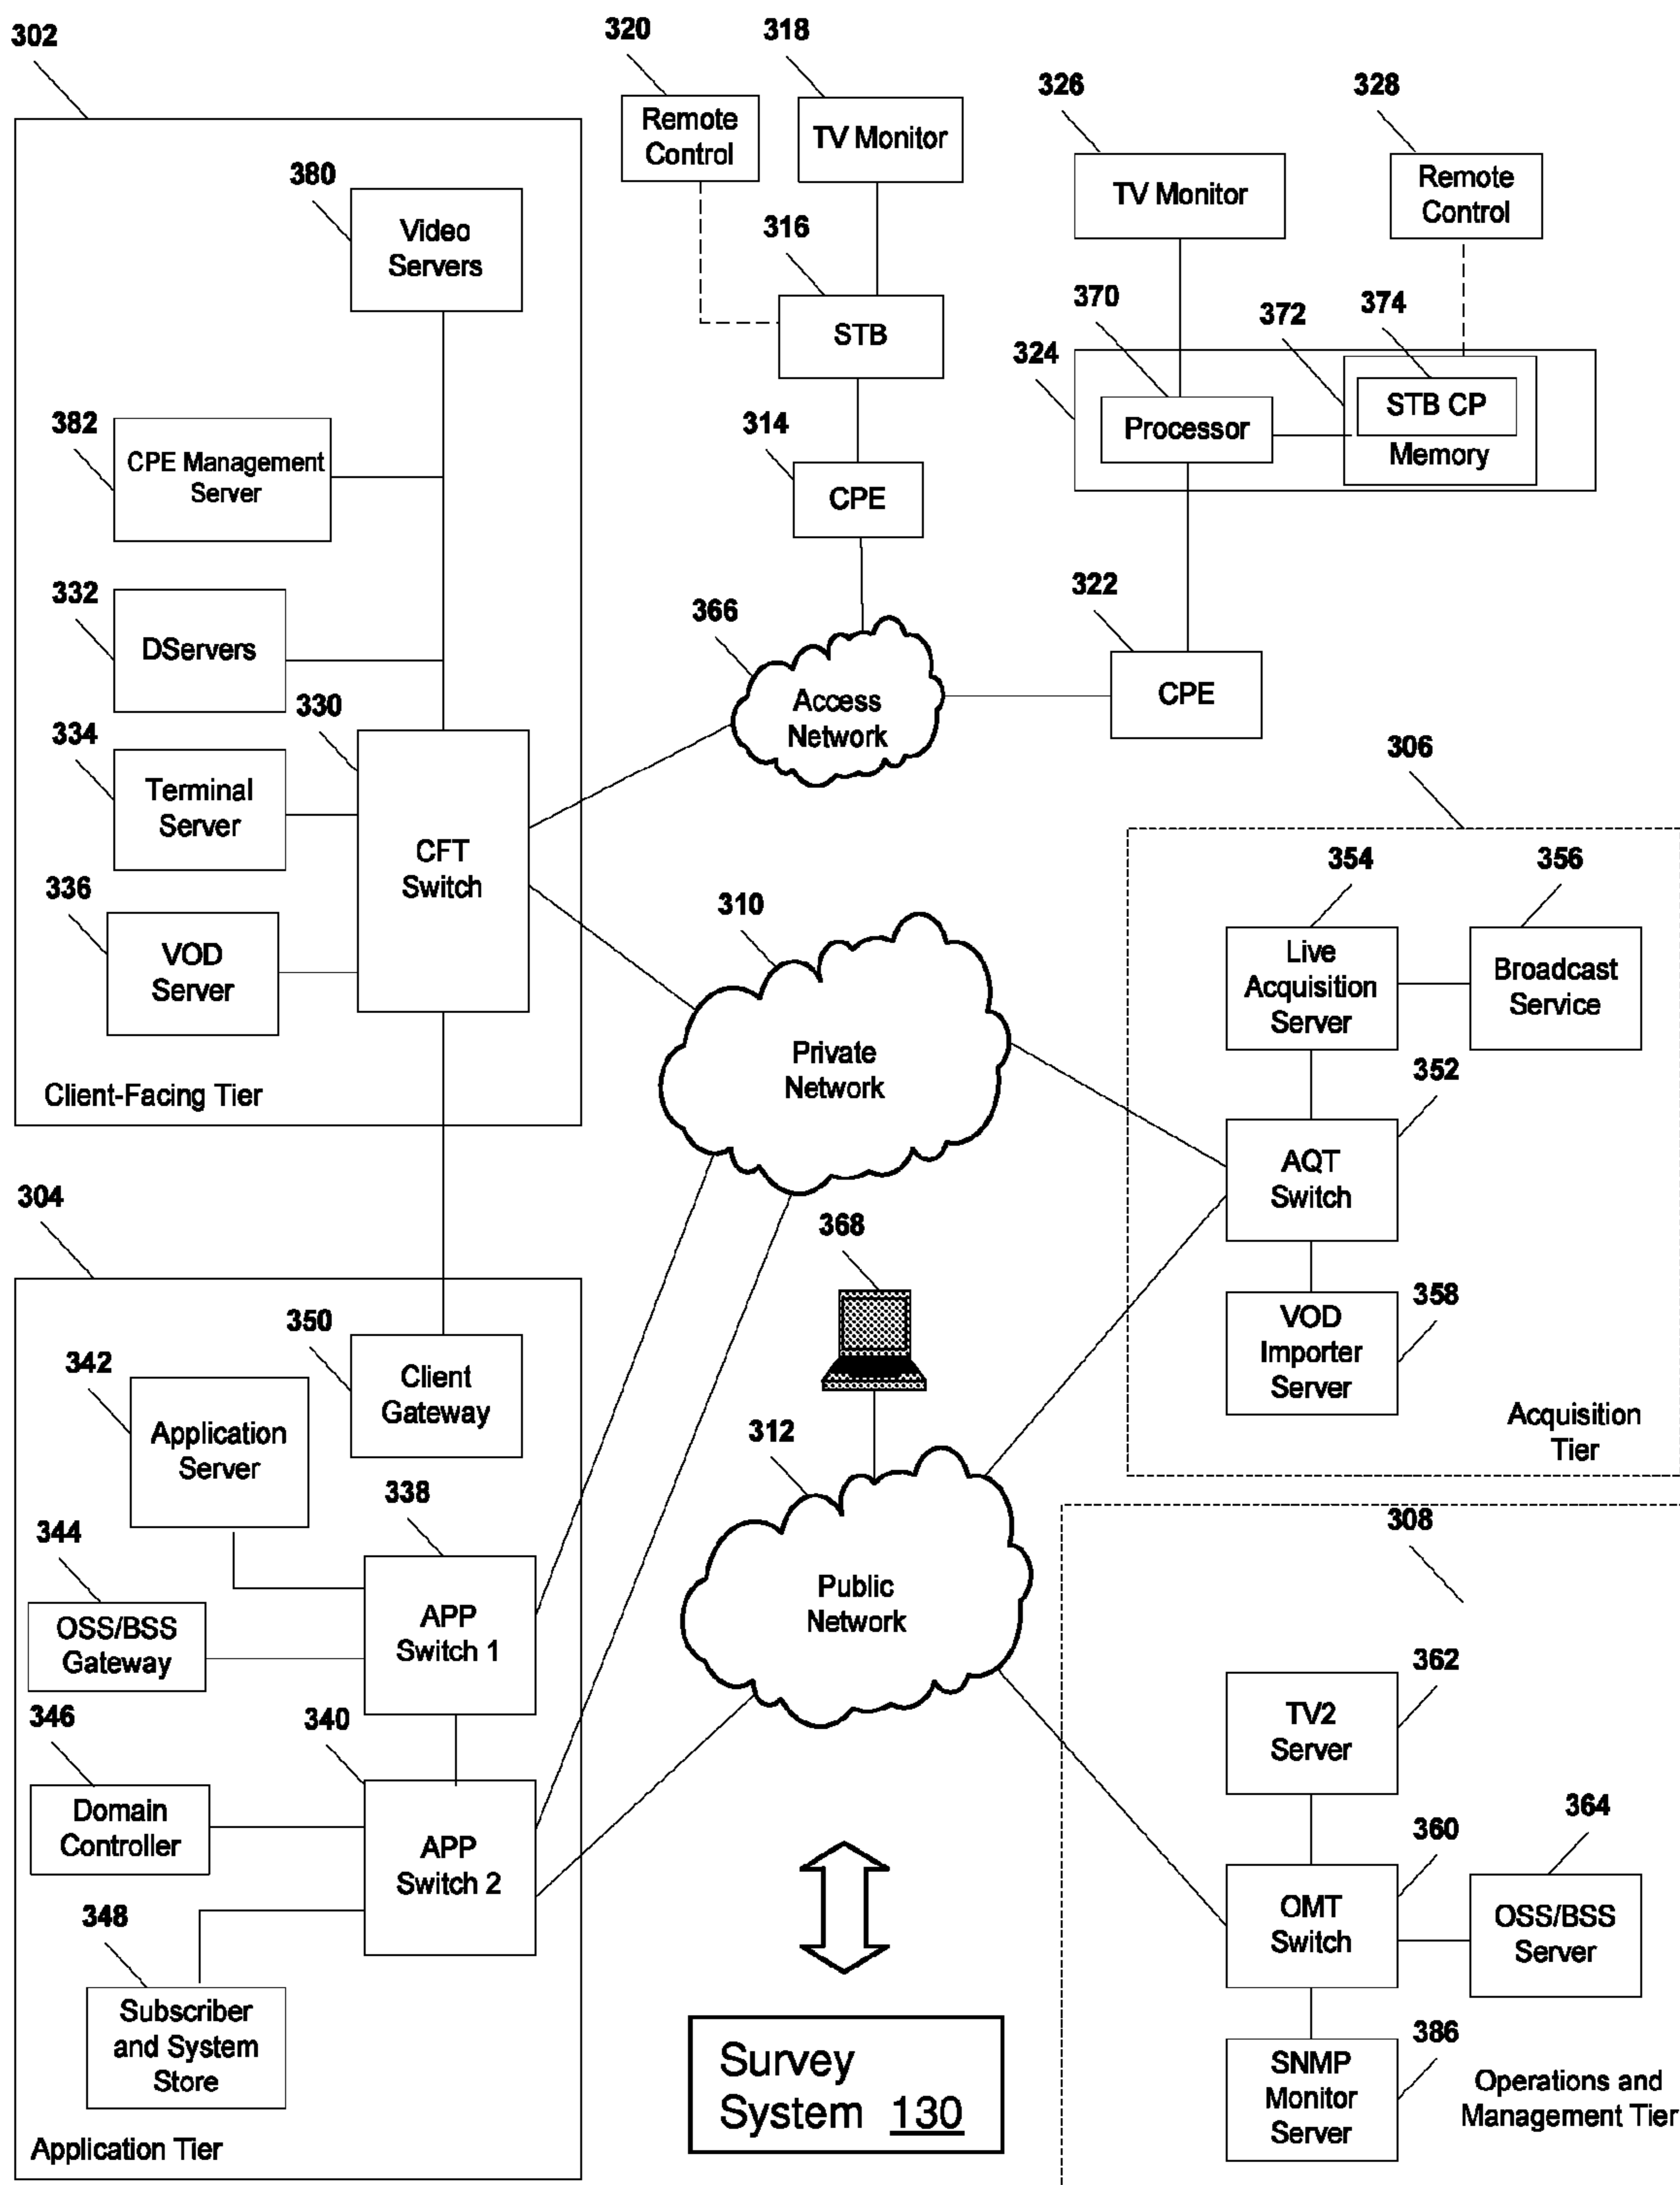 302
320
318
326
328
Remote
Control
TV Monitor
TV Monitor
Remote
Control
380
Video
Servers
316
STB
370
372
374
324
STB CP
Processor
Memory
382
CPE Management
Server
314
CPE
332
DServers
366
322
Access
Network
CPE
330
334
Terminal
Server
306
CFT
Switch
354
356
336
VOD
Server
310
Live
Acquisition
Server
Broadcast
Service
Private
Network
352
Client-Facing Tier
AQT
Switch
304
368
350
358
342
Client
Gateway
VOD
Importer
Server
Application
Server
312
Acquisition
Tier
338
344
308
OSS/BSS
Gateway
APP
Switch 1
Public
Network
362
346
340
TV2
Server
Domain
Controller
364
APP
Switch 2
360
348
OMT
Switch
OSS/BSS
Server
Subscriber
and System
Store
386
Survey
System 130
SNMP
Monitor
Server
Operations and
Management Tier
Application Tier